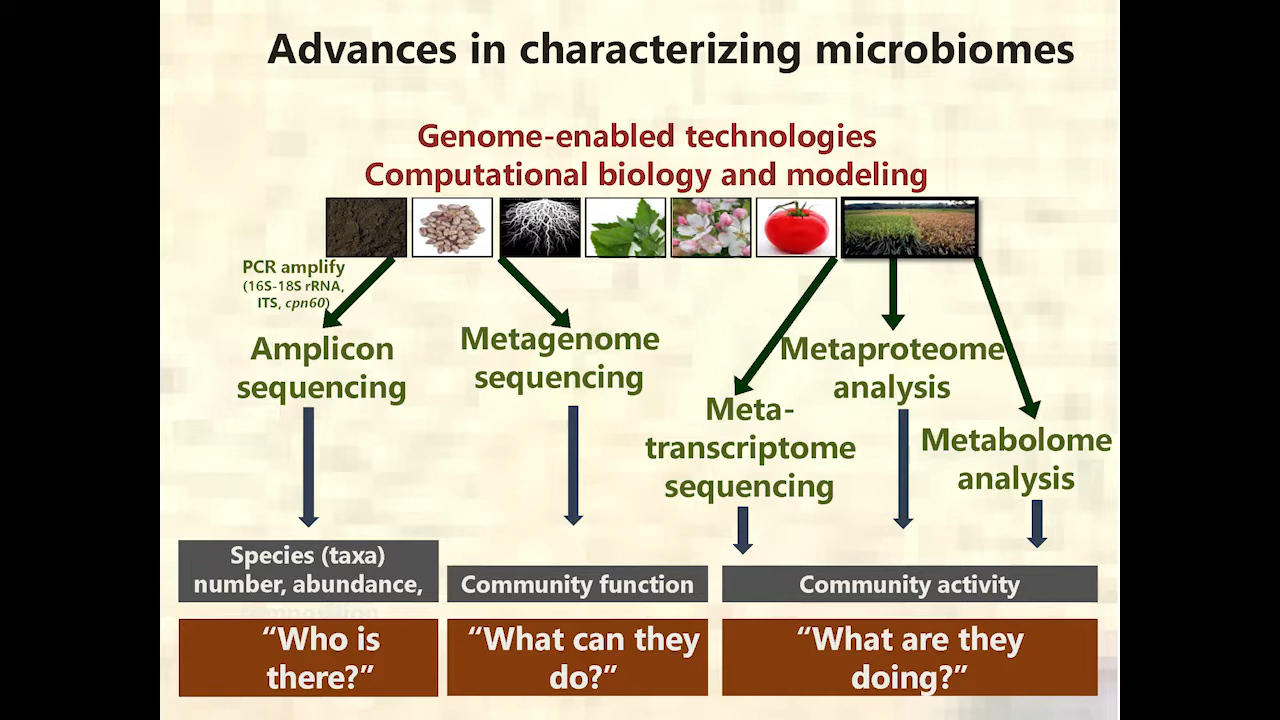 Advances in characterizing microbiomes
Genome-enabled technologies
Computational biology and modeling
PCR amplify
(16S-18S rRNA,
ITS, cpn60)
Amplicon
sequencing
Metagenome
sequencing
Meta-
transcriptome
sequencing
Metaproteome
analysis
Metabolome
analysis
Species (taxa)
number, abundance,
composition
Community function
Community activity
“Who is
there?”
“What can they
do?”
“What are they
doing?”